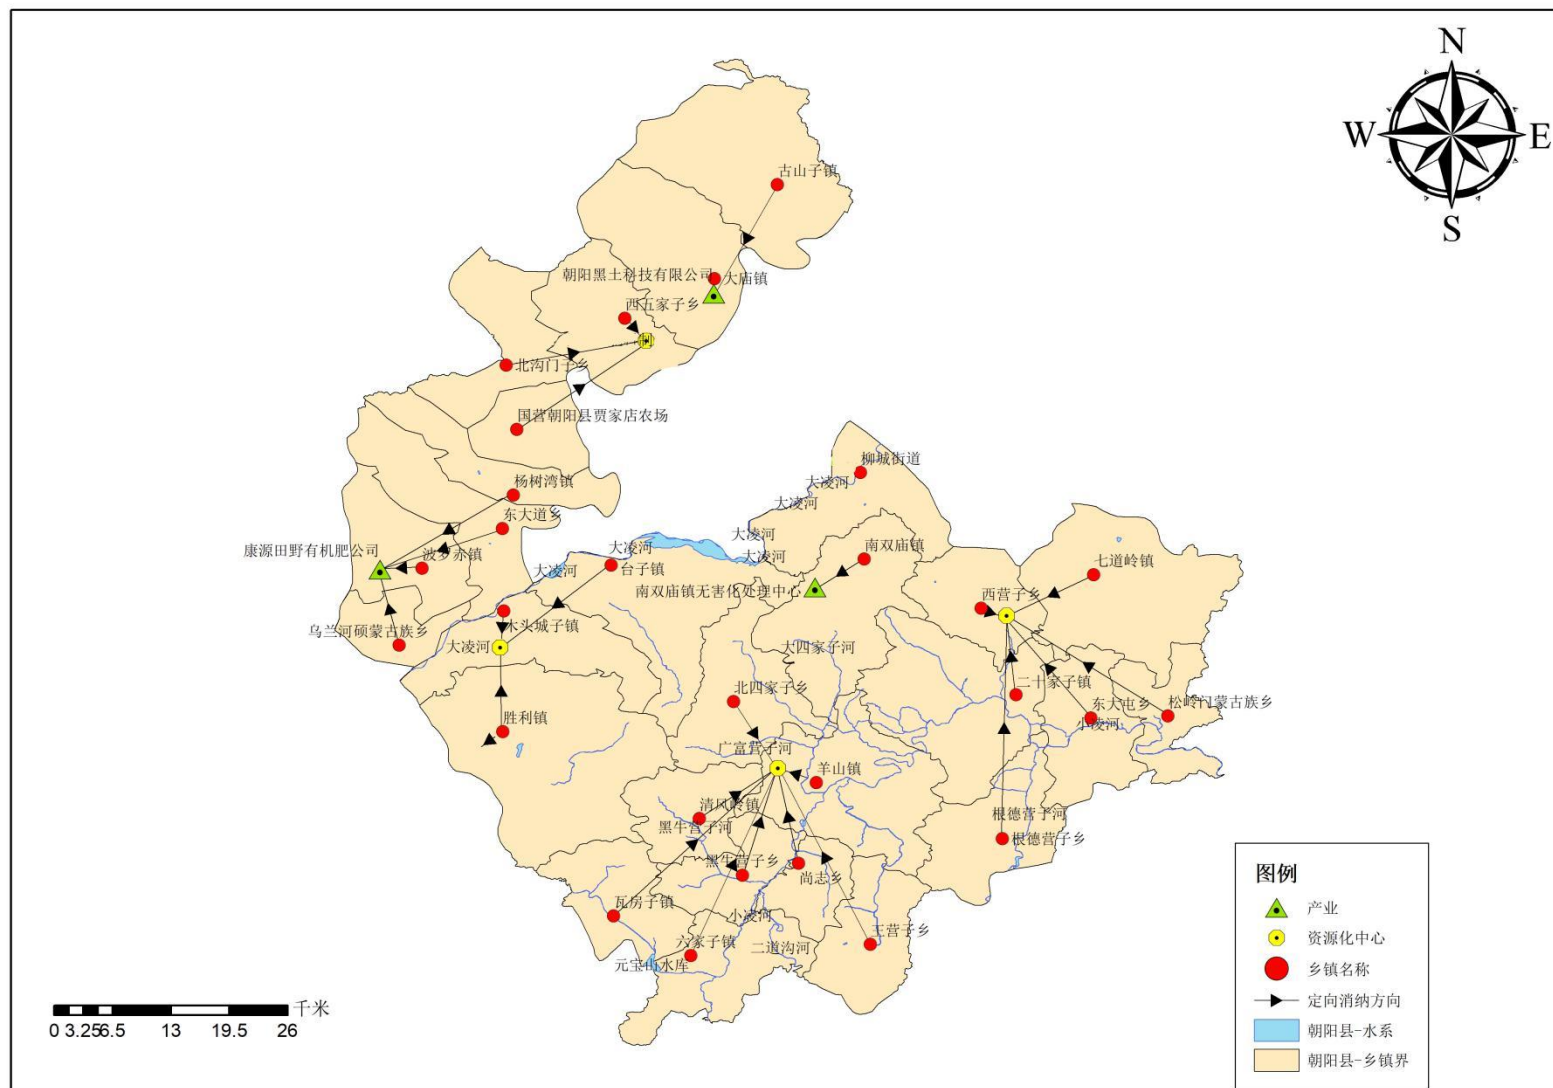 N
W
E
S
古山子镇
朝阳黑土科技有限公司
大庙镇
西五家子乡
北沟门子乡
国营朝阳县贾家店农场
柳城街道
大凌河
杨树湾镇
大凌河
东大道乡
大凌河
大凌河
南双庙镇
康源田野有机肥公司
波罗赤镇
大凌河
大凌河
台子镇
七道岭镇
南双庙镇无害化处理中心
西营子乡
乌兰河硕蒙古族乡
木头城子镇
大凌河
大四家子河
二十家子镇
北四家子乡
东大屯乡
松岭门蒙古族乡
胜利镇
小凌河
广富营子河
羊山镇
清风岭镇
黑牛营子河
根德营子河
根德营子乡
黑牛营子乡
尚志乡
瓦房子镇
小凌河
王营子乡
六家子镇
二道沟河
元宝山水库
千米
0 3.25 6.5 13 19.5 26
图例
产业
资源化中心
乡镇名称
定向消纳方向
朝阳县-水系
朝阳县-乡镇界